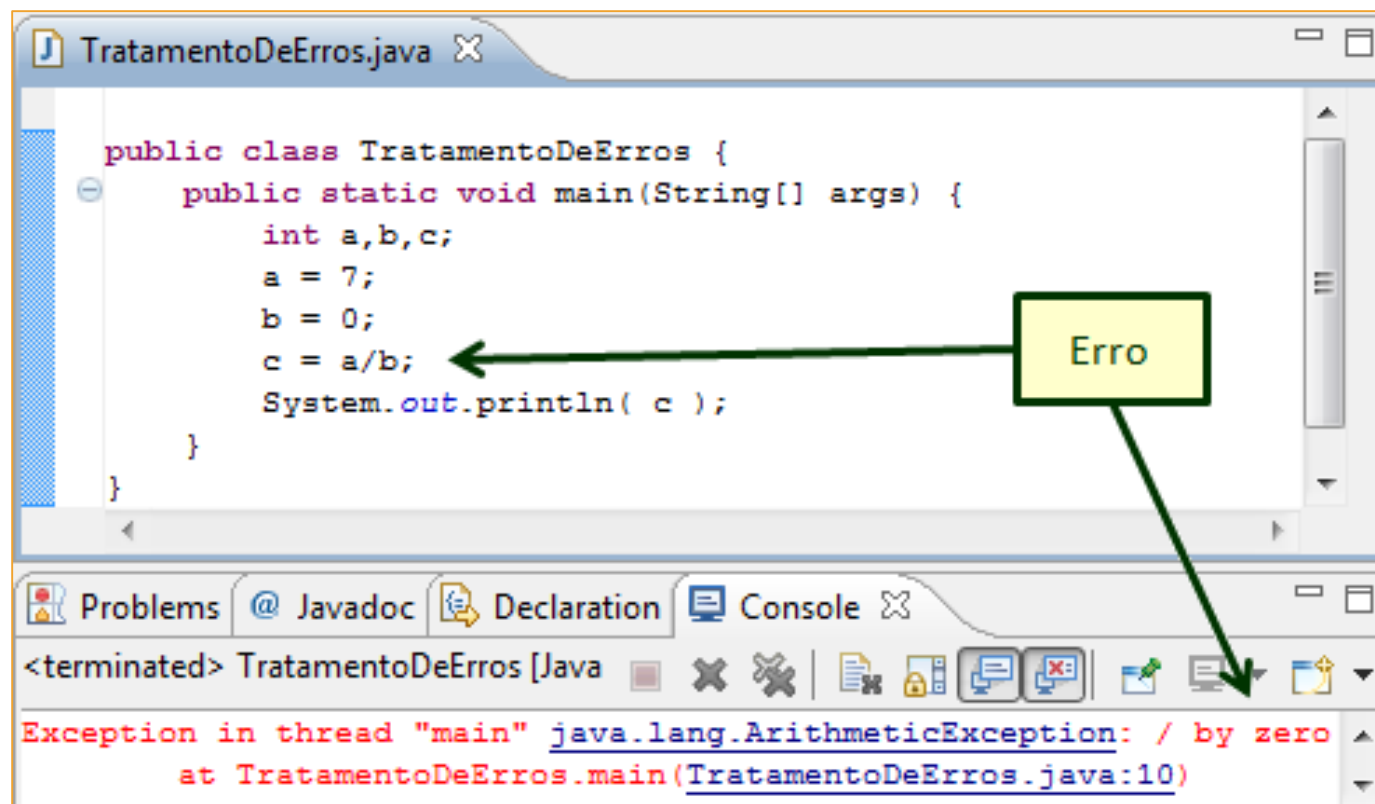 TratamentoDeErros.java
public class TratamentoDeErros {
public static void main(String[] args) {
int a,b,c;
a = 7;
b = 0;
c = a/b;
Erro
System.out.println( c );
}
}
Problems @ Javadoc Declaration Console
<terminated> TratamentoDeErros [Java
Exception in thread "main" java.lang.ArithmeticException: / by zero
at TratamentoDeErros.main(TratamentoDeErros.java:10)